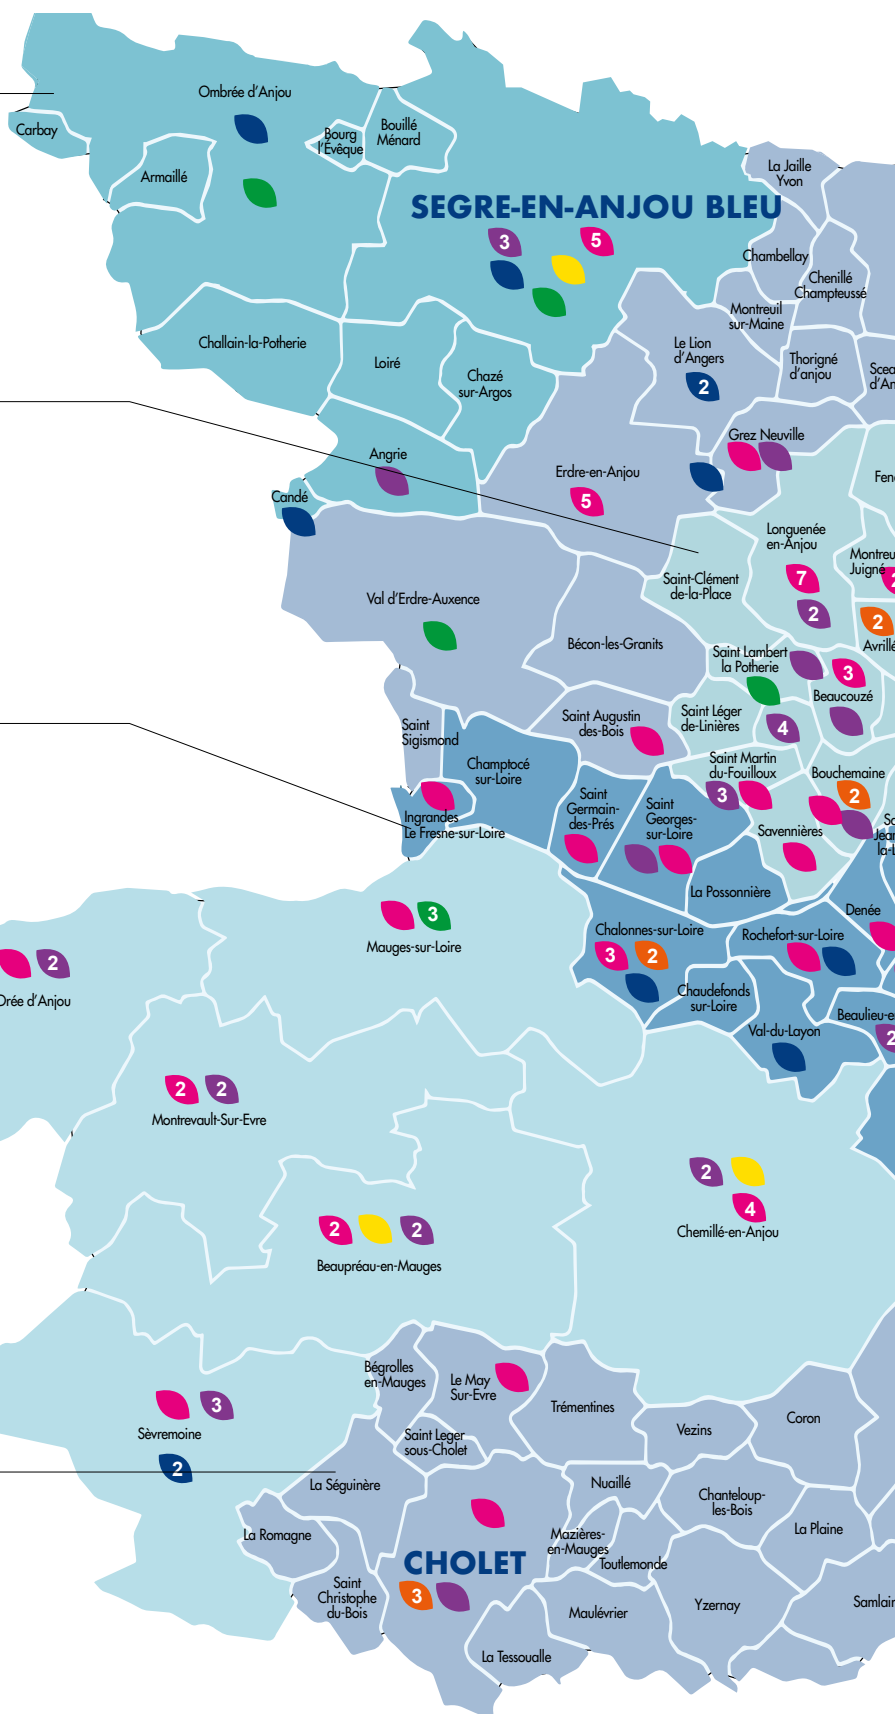 Ombrée d'Anjou
Carbay
Bourg
l'Évêque
Bouillé
Ménard
Armaillé
La Jaille
Yvon
SEGRE-EN-ANJOU BLEU
3
5
Chambellay
Chenillé
Champteussé
Montreuil
sur-Maine
Challain-la-Potherie
Loiré
Chazé
sur-Argos
Le Lion
d'Angers
2
Thorigné
d'anjou
Angrie
Grez Neuville
Candé
Erdre-en-Anjou
5
Longuenée
en-Anjou
7
2
Saint-Clément
de-la-Place
Juigné
2
Val d'Erdre-Auxence
Bécon-les-Granits
Saint Lambert
la Potherie
3
Beaucouzé
Saint
Sigismond
Saint Augustin
des-Bois
Saint Léger
de-Linières
4
Champtocé
sur-Loire
Saint Martin
du-Fouilloux
3
Bouchemaine
2
Ingrandes
Le Fresne-sur-Loire
Saint
Germain-
des-Prés
Saint
Georges-
sur-Loire
Savennières
La Possonnière
3
Mauges-sur-Loire
Chalonnes-sur-Loire
3
2
Rochefort-sur-Loire
Denée
2
Orée d'Anjou
Chaudefonds
sur-Loire
Val-du-Layon
2
2
2
Montrevault-Sur-Evre
2
4
Chemillé-en-Anjou
2
2
Beaupréau-en-Mauges
Bégrolles
en-Mauges
Le May
Sur-Evre
Trémentines
3
Sèvremoine
2
Saint Leger
sous-Cholet
Vezins
Coron
La Séguinère
Nuaillé
Chanteloup-
les-Bois
La Romagne
Mazières-
en-Mauges
Toutlemonde
La Plaine
CHOLET
3
Saint
Christophe
du-Bois
Maulévrier
Yzernay
La Tessoualle